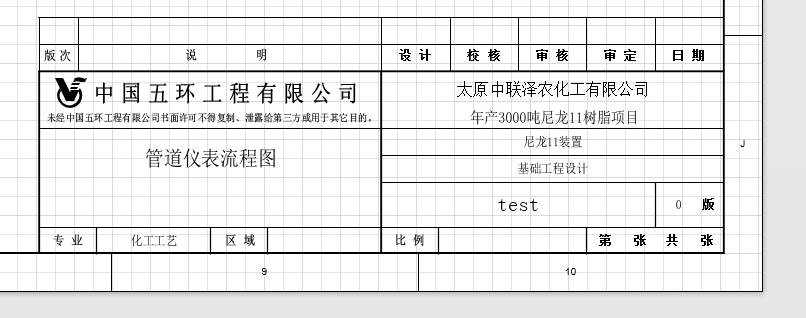 版次 说 明 设 计 校 核 审 核 审 定 日 期
中国五环工程有限公司
未经中国五环工程有限公司书面许可不得复制、泄露给第三方或用于其它目的。
太原中联泽农化工有限公司
年产3000吨尼龙11树脂项目
管道仪表流程图
尼龙11装置
基础工程设计
test
0 版
专 业 化工工艺 区 域 比 例 第 张 共 张
J
9 10